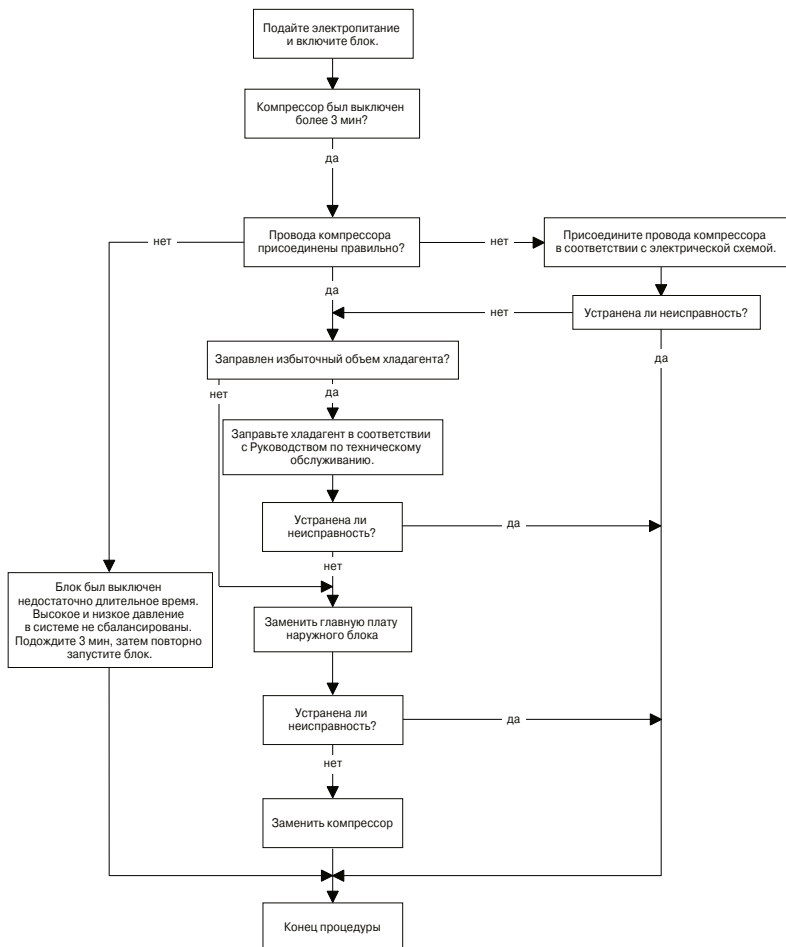 Подайте электропитание
и включите блок.
Компрессор был выключен
более 3 мин?
да
Провода компрессора
присоединены правильно?
нет
нет
Присоедините провода компрессора
в соответствии с электрической схемой.
да
нет
Устранена ли неисправность?
Заправлен избыточный объем хладагента?
да
нет
да
Заправьте хладагент в соответствии
с Руководством по техническому
обслуживанию.
Устранена ли
неисправность?
да
нет
Блок был выключен
недостаточно длительное время.
Высокое и низкое давление
в системе не сбалансированы.
Подождите 3 мин, затем повторно
запустите блок.
Заменить главную плату
наружного блока
Устранена ли
неисправность?
да
нет
Заменить компрессор
Конец процедуры